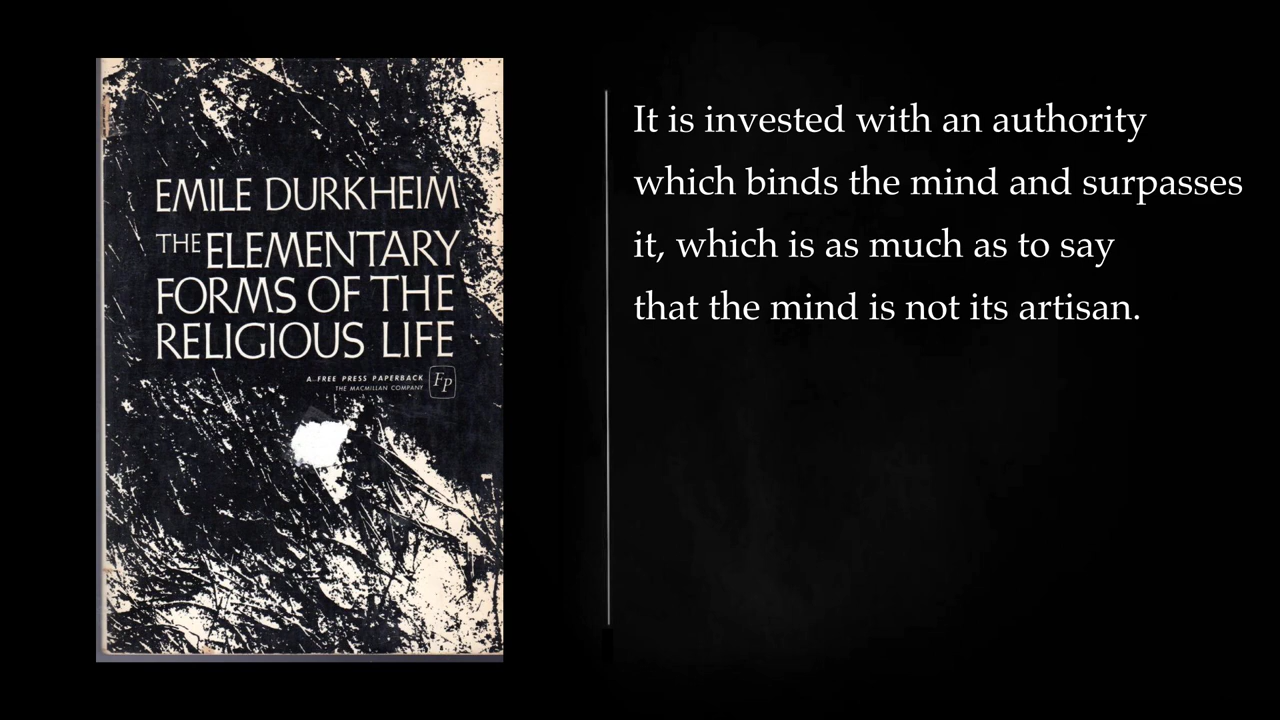 EMILE DURKHEIM
THE ELEMENTARY
FORMS OF THE
RELIGIOUS LIFE
A FREE PRESS PAPERBACK
THE MACMILLAN COMPANY
FP
It is invested with an authority
which binds the mind and surpasses
it, which is as much as to say
that the mind is not its artisan.